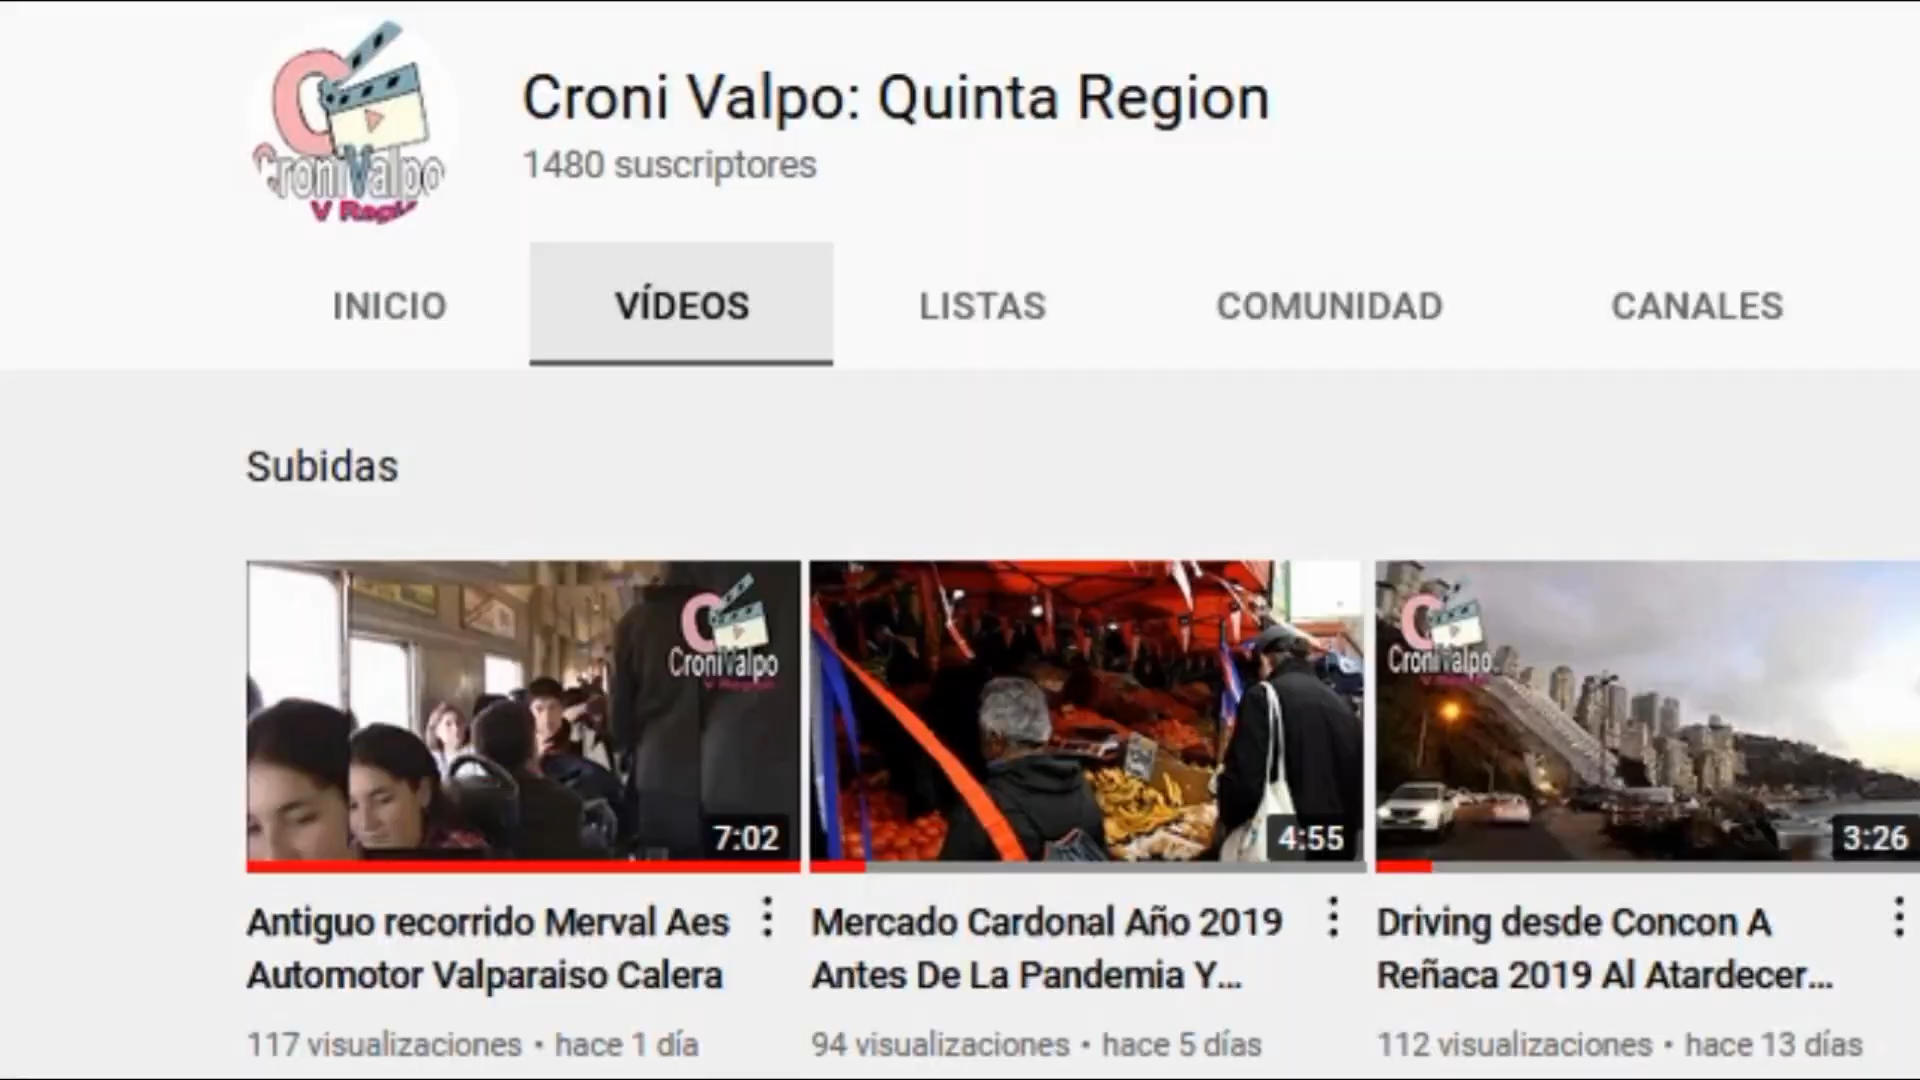 Croni Valpo: Quinta Region
1480 suscriptores
CroniValpo
V Regi
INICIO
VÍDEOS
LISTAS
COMUNIDAD
CANALES
Subidas
CroniValpo
CroniValpo
7:02
4:55
3:26
Antiguo recorrido Merval Aes
Automotor Valparaiso Calera
117 visualizaciones • hace 1 día
Mercado Cardonal Año 2019
Antes De La Pandemia Y...
94 visualizaciones • hace 5 días
Driving desde Concon A
Reñaca 2019 Al Atardecer...
112 visualizaciones • hace 13 días